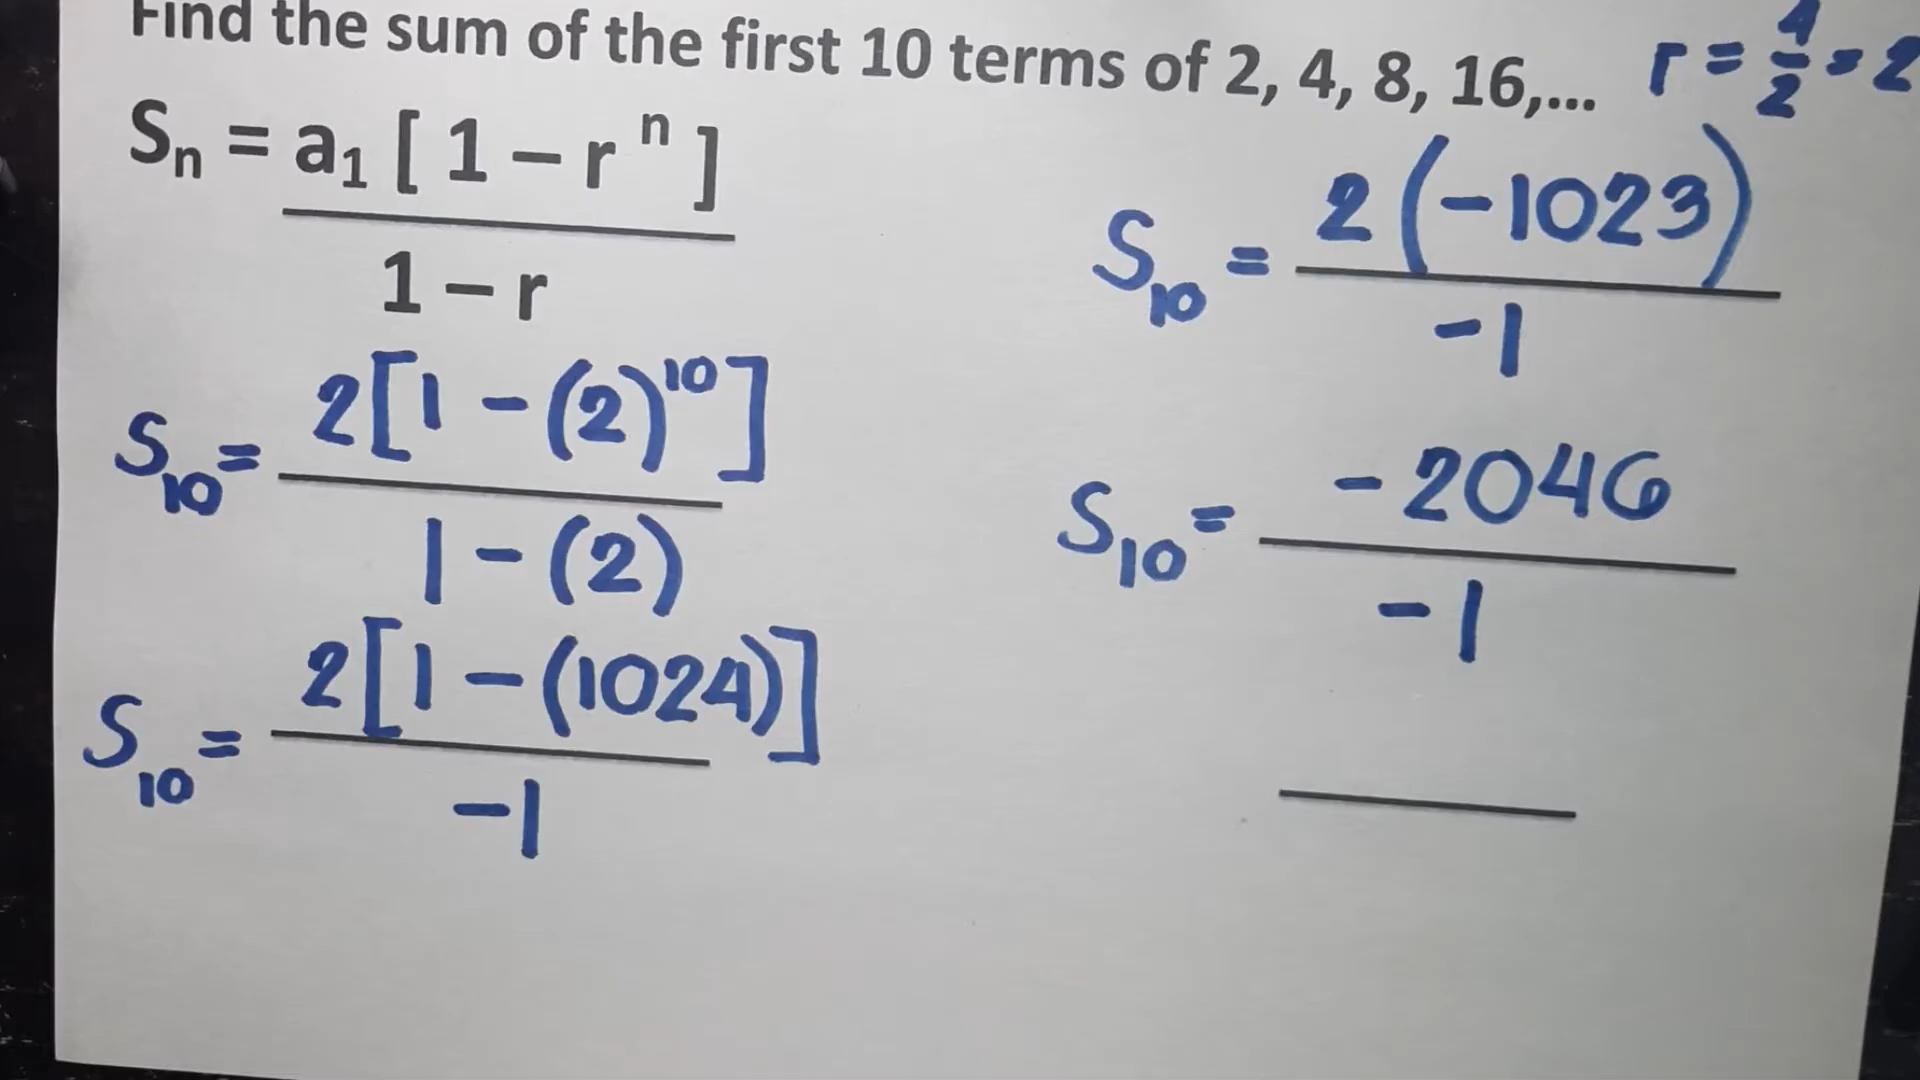 Find the sum of the first 10 terms of 2, 4, 8, 16,...
r = 4/2 = 2
Sn = a1 [ 1 – r^n ]
1 – r
S10 = 2[1 - (2)^10]
1 - (2)
S10 = 2[1 - (1024)]
-1
S10 = 2(-1023)
-1
S10 = -2046
-1